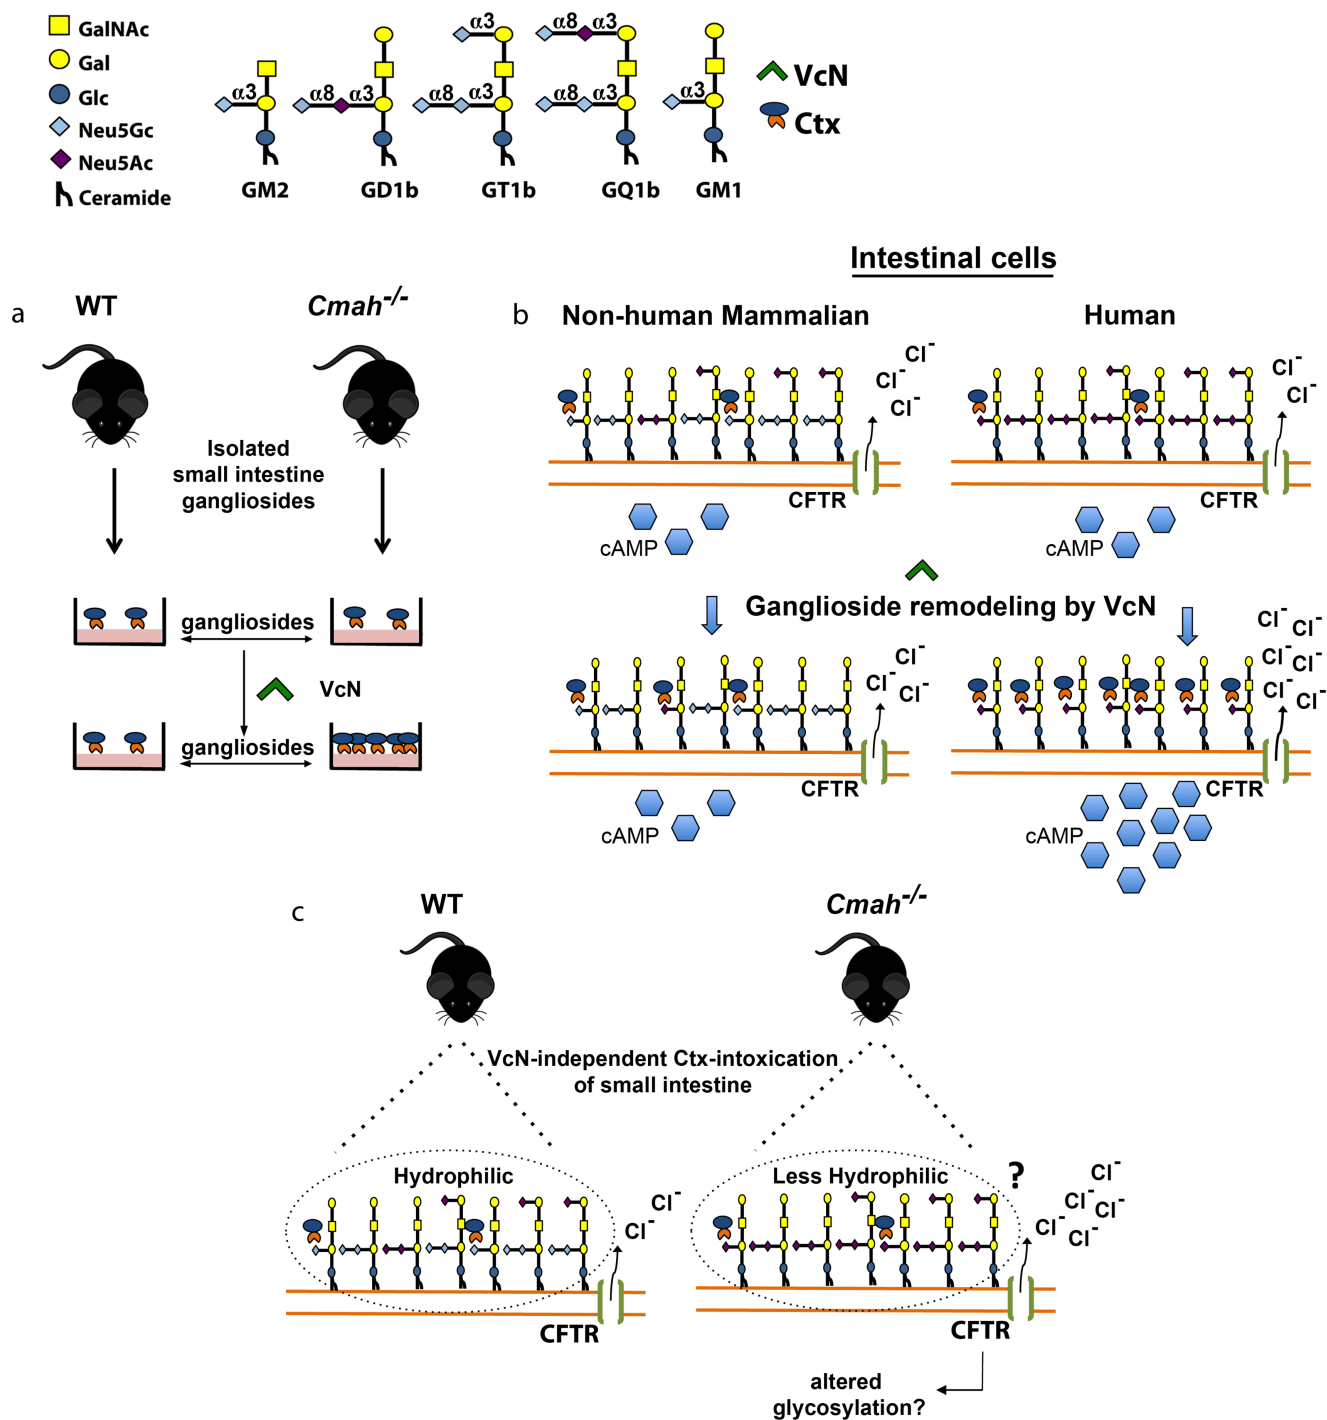 GalNAc
Gal
Glc
Neu5Gc
Neu5Ac
Ceramide
α3
GM2
α8 α3
GD1b
α3
α8 α3
GT1b
α8 α3
α8 α3
GQ1b
α3
GM1
VcN
Ctx
Intestinal cells
a
WT
Cmah-/-
Isolated
small intestine
gangliosides
gangliosides
VcN
gangliosides
b
Non-human Mammalian
Human
Cl-
Cl-
Cl-
CFTR
cAMP
Cl-
Cl-
CFTR
cAMP
Ganglioside remodeling by VcN
Cl-
Cl-
Cl-
CFTR
cAMP
Cl- Cl-
Cl- Cl-
Cl- Cl-
CFTR
cAMP
c
WT
Cmah-/-
VcN-independent Ctx-intoxication
of small intestine
Hydrophilic
Cl-
Cl-
CFTR
Less Hydrophilic
?
Cl-
Cl- Cl-
Cl- Cl-
CFTR
altered
glycosylation?